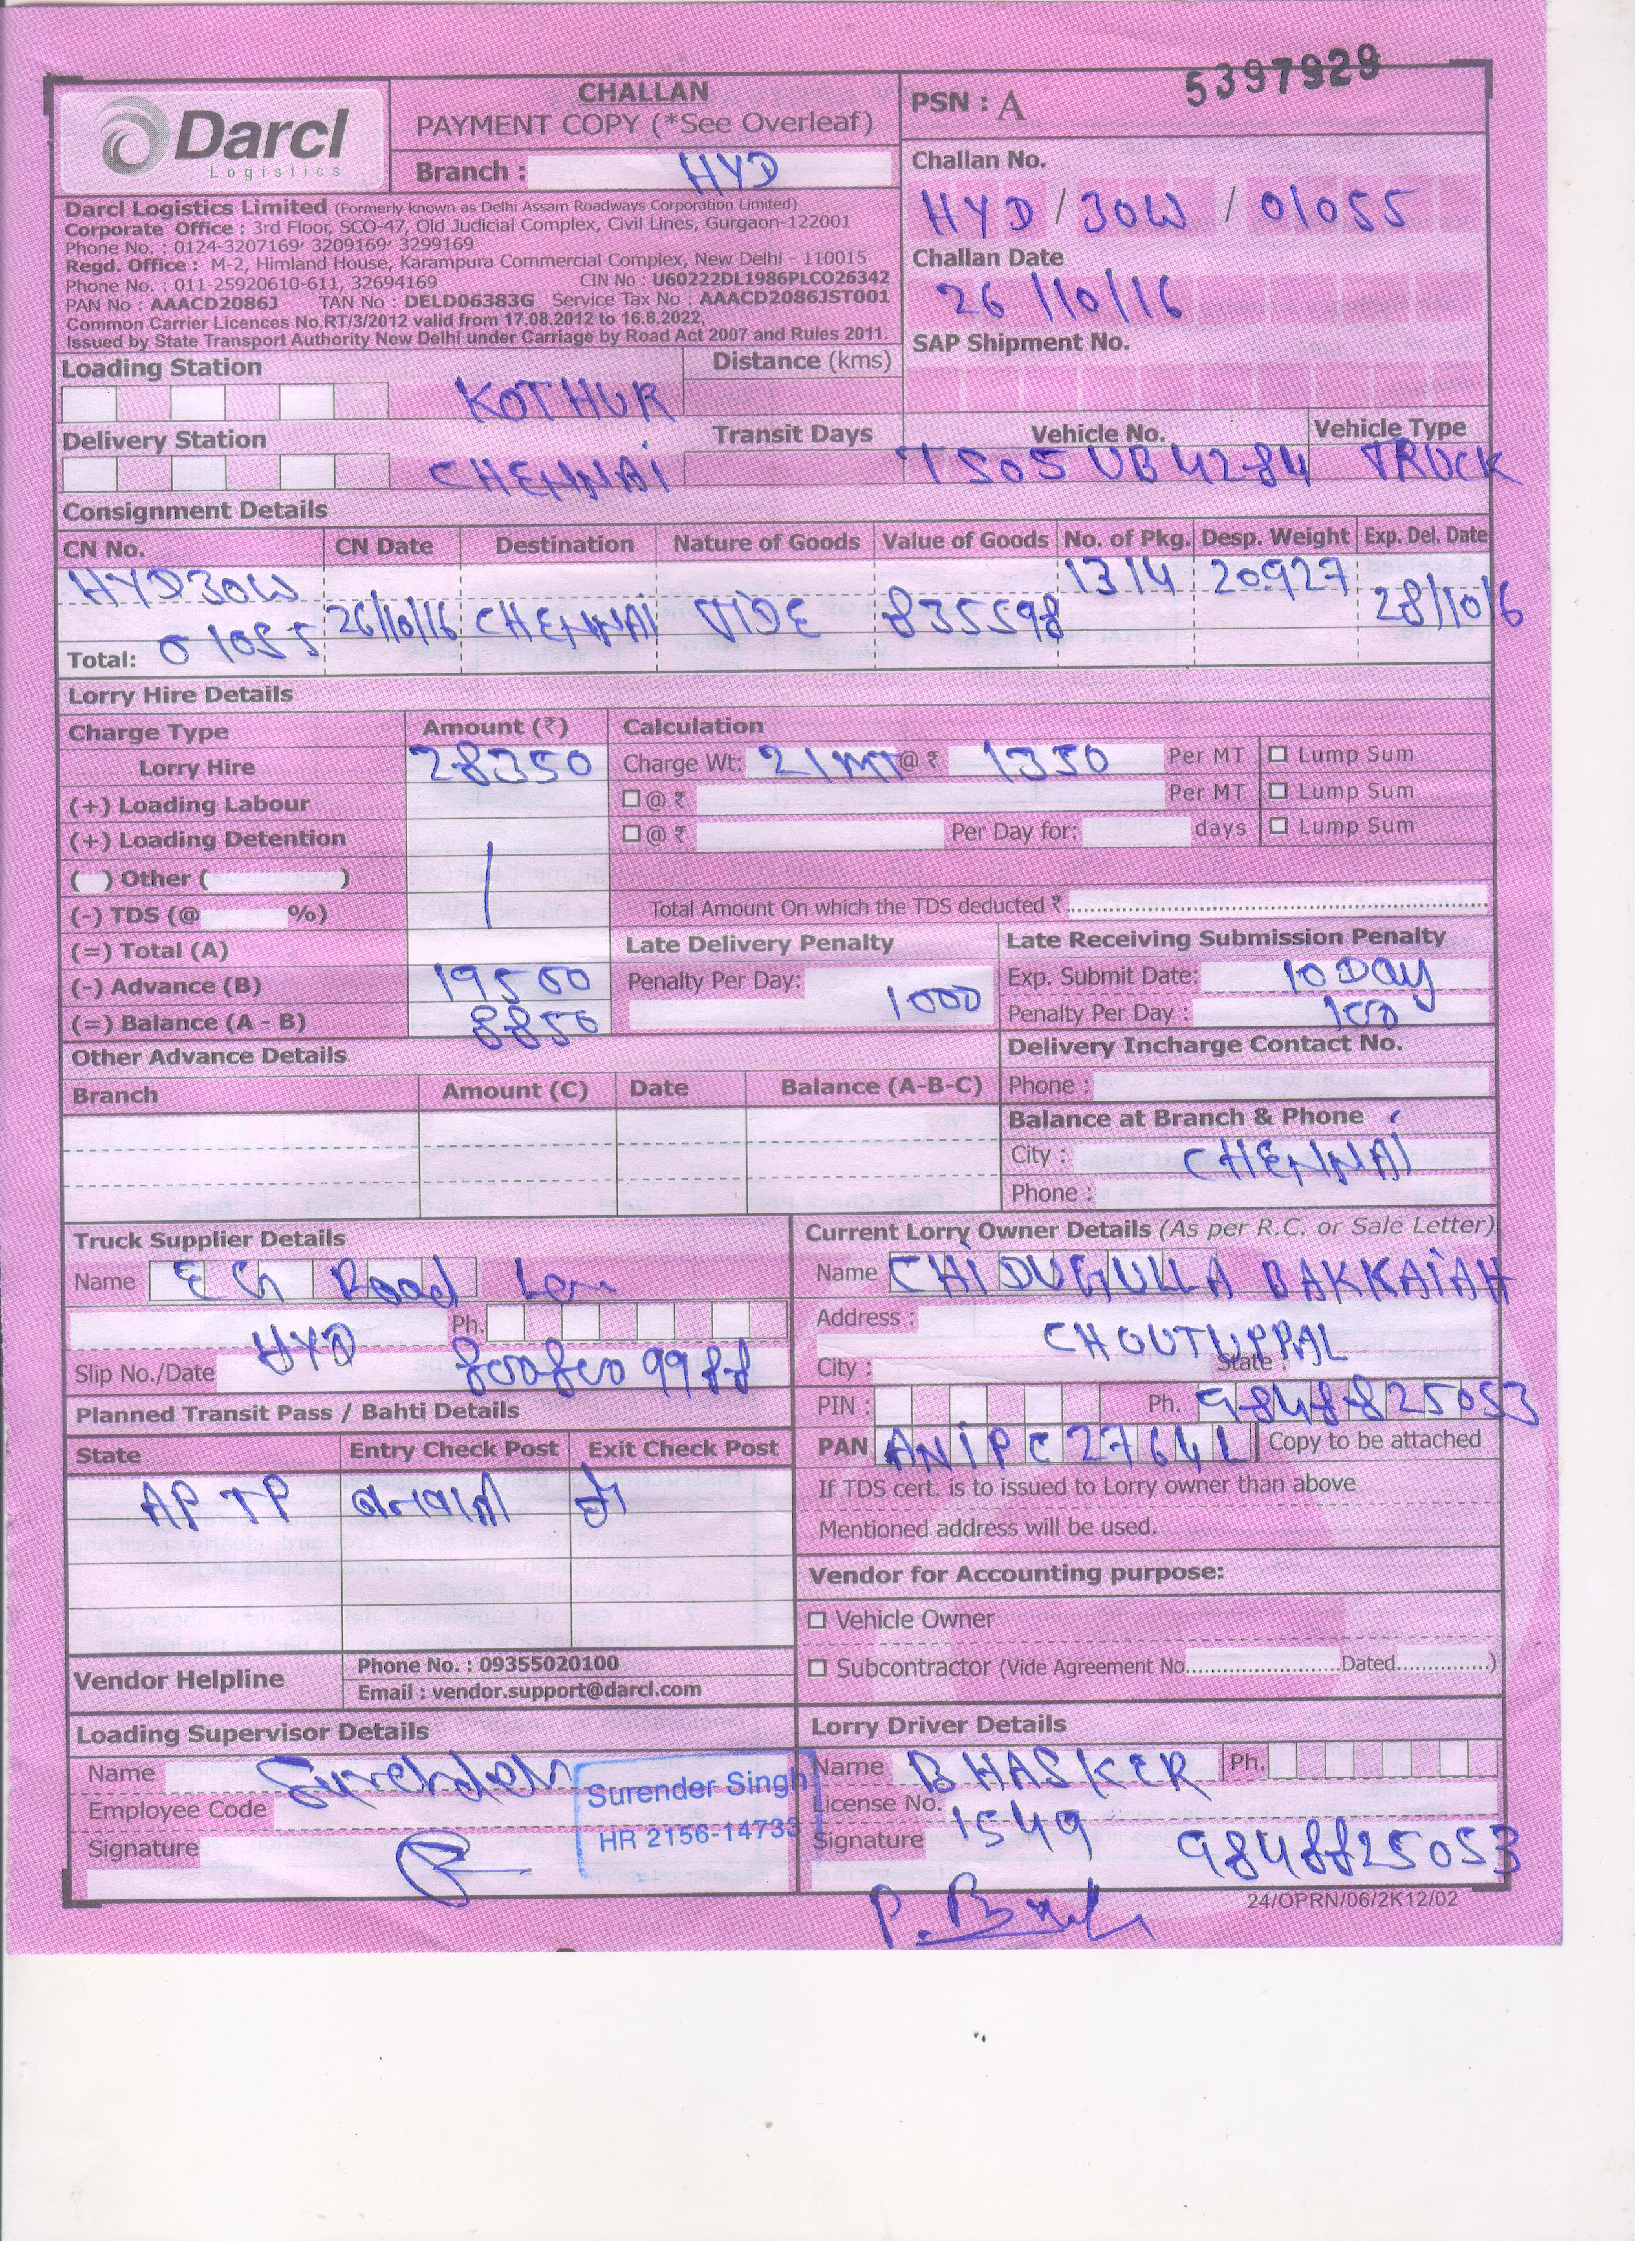 5397929
Darcl
Logistics
CHALLAN
PAYMENT COPY (*See Overleaf)
Branch : HYD
PSN : A
Challan No.
HYD / 30W / 01055
Challan Date
26/10/16
SAP Shipment No.
Darcl Logistics Limited (Formerly known as Delhi Assam Roadways Corporation Limited)
Corporate Office : 3rd Floor, SCO-47, Old Judicial Complex, Civil Lines, Gurgaon-122001
Phone No. : 0124-3207169, 3209169, 3299169
Regd. Office : M-2, Himland House, Karampura Commercial Complex, New Delhi - 110015
Phone No. : 011-25920610-611, 32694169 CIN No : U60222DL1986PLCO26342
PAN No : AAACD2086J TAN No : DELD06383G Service Tax No : AAACD2086JST001
Common Carrier Licences No.RT/3/2012 valid from 17.08.2012 to 16.8.2022,
Issued by State Transport Authority New Delhi under Carriage by Road Act 2007 and Rules 2011.
Loading Station KOTHUR Distance (kms)
Delivery Station CHENNAI Transit Days
Vehicle No. Vehicle Type
TS05 UB 4284 TRUCK
Consignment Details
CN No. CN Date Destination Nature of Goods Value of Goods No. of Pkg. Desp. Weight Exp. Del. Date
HYD30W 1314 20927
01055 26/10/16 CHENNAI VIDE 835598 28/10/16
Total:
Lorry Hire Details
Charge Type Amount (₹) Calculation
Lorry Hire 28350 Charge Wt: 21MT @ ₹ 1350 Per MT Lump Sum
(+) Loading Labour @ ₹ Per MT Lump Sum
(+) Loading Detention @ ₹ Per Day for: days Lump Sum
( ) Other ( )
(-) TDS (@ %) Total Amount On which the TDS deducted ₹
(=) Total (A) Late Delivery Penalty Late Receiving Submission Penalty
(-) Advance (B) 19500 Penalty Per Day: 1000 Exp. Submit Date: 10 Day
(=) Balance (A - B) 8850 Penalty Per Day : 100
Other Advance Details Delivery Incharge Contact No.
Branch Amount (C) Date Balance (A-B-C) Phone :
Balance at Branch & Phone
City : CHENNAI
Phone :
Truck Supplier Details
Name EG Road Len
HYD Ph.
Slip No./Date 8008009988
Current Lorry Owner Details (As per R.C. or Sale Letter)
Name CHIDUGULLA BAKKAIAH
Address : CHOUTUPPAL
City : State :
PIN : Ph. 9848825053
PAN ANIPC2764L Copy to be attached
If TDS cert. is to issued to Lorry owner than above
Mentioned address will be used.
Planned Transit Pass / Bahti Details
State Entry Check Post Exit Check Post
AP TP
Vendor for Accounting purpose:
Vehicle Owner
Subcontractor (Vide Agreement No. Dated )
Vendor Helpline
Phone No. : 09355020100
Email : vendor.support@darcl.com
Loading Supervisor Details
Name Surender
Employee Code
Signature
Surender Singh
HR 2156-14733
Lorry Driver Details
Name BHASKER Ph.
License No. 1549
Signature 9848825053
24/OPRN/06/2K12/02